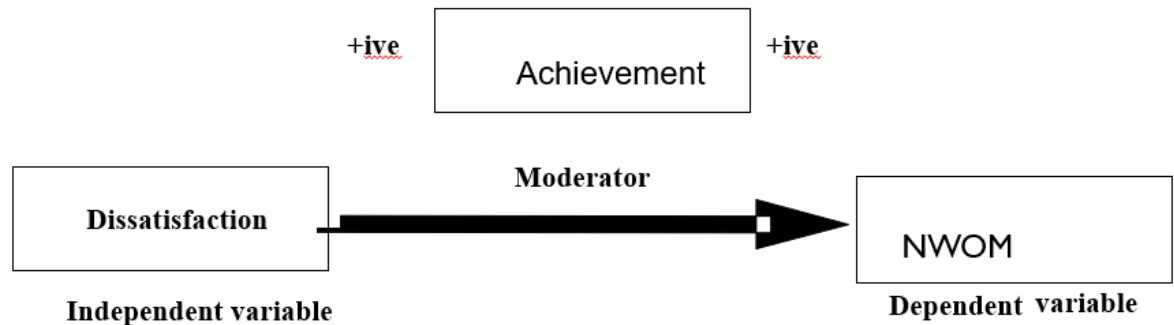 +ive
Achievement
+ive
Moderator
Dissatisfaction
NWOM
Independent variable
Dependent variable